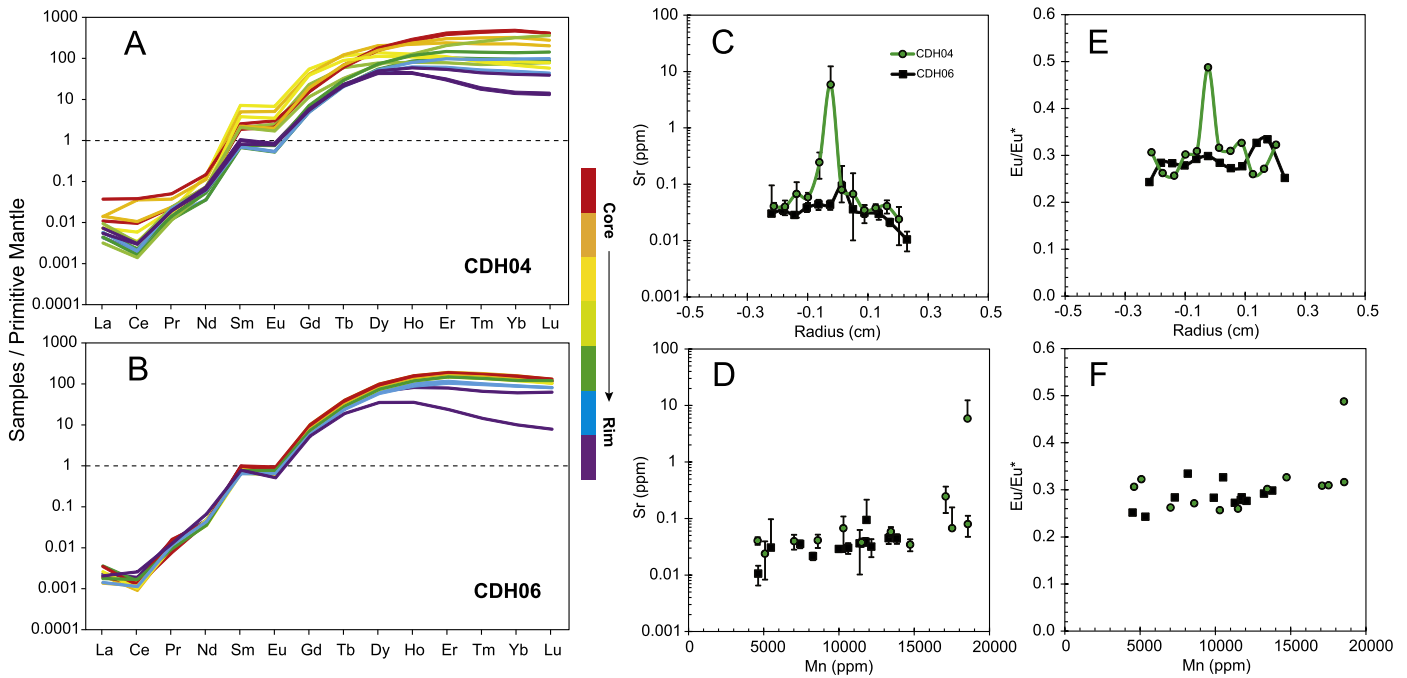 Samples / Primitive Mantle
A
1000
100
10
1
0.1
0.01
0.001
0.0001
CDH04
La Ce Pr Nd Sm Eu Gd Tb Dy Ho Er Tm Yb Lu
B
1000
100
10
1
0.1
0.01
0.001
0.0001
CDH06
La Ce Pr Nd Sm Eu Gd Tb Dy Ho Er Tm Yb Lu
Core
Rim
C
Sr (ppm)
100
10
1
0.1
0.01
0.001
CDH04
CDH06
-0.5 -0.3 -0.1 0.1 0.3 0.5
Radius (cm)
E
Eu/Eu*
0.6
0.5
0.4
0.3
0.2
0.1
0.0
-0.5 -0.3 -0.1 0.1 0.3 0.5
Radius (cm)
D
Sr (ppm)
100
10
1
0.1
0.01
0.001
0 5000 10000 15000 20000
Mn (ppm)
F
Eu/Eu*
0.6
0.5
0.4
0.3
0.2
0.1
0.0
0 5000 10000 15000 20000
Mn (ppm)